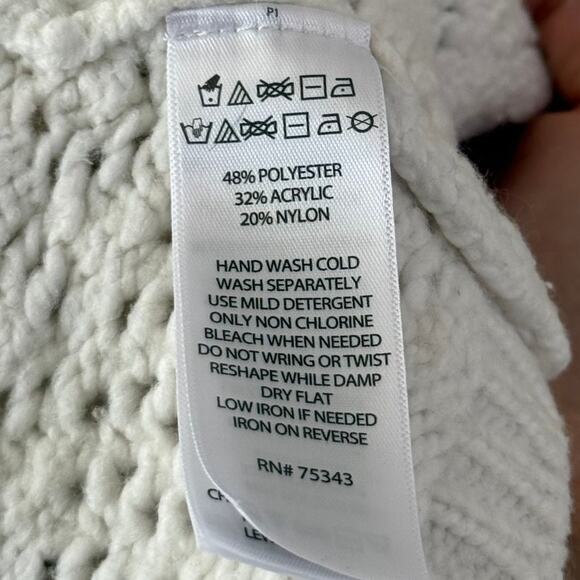 P1
48% POLYESTER
32% ACRYLIC
20% NYLON
HAND WASH COLD
WASH SEPARATELY
USE MILD DETERGENT
ONLY NON CHLORINE
BLEACH WHEN NEEDED
DO NOT WRING OR TWIST
RESHAPE WHILE DAMP
DRY FLAT
LOW IRON IF NEEDED
IRON ON REVERSE
RN# 75343